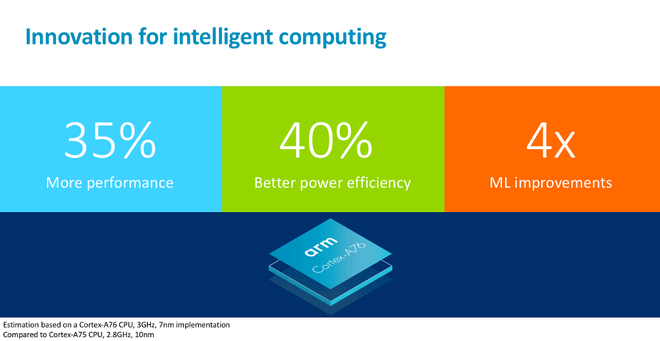 Innovation for intelligent computing
35%
40%
4x
More performance
Better power efficiency
ML improvements
arm
Cortex-A76
Estimation based on a Cortex-A76 CPU, 3GHz, 7nm implementation
Compared to Cortex-A75 CPU, 2.8GHz, 10nm